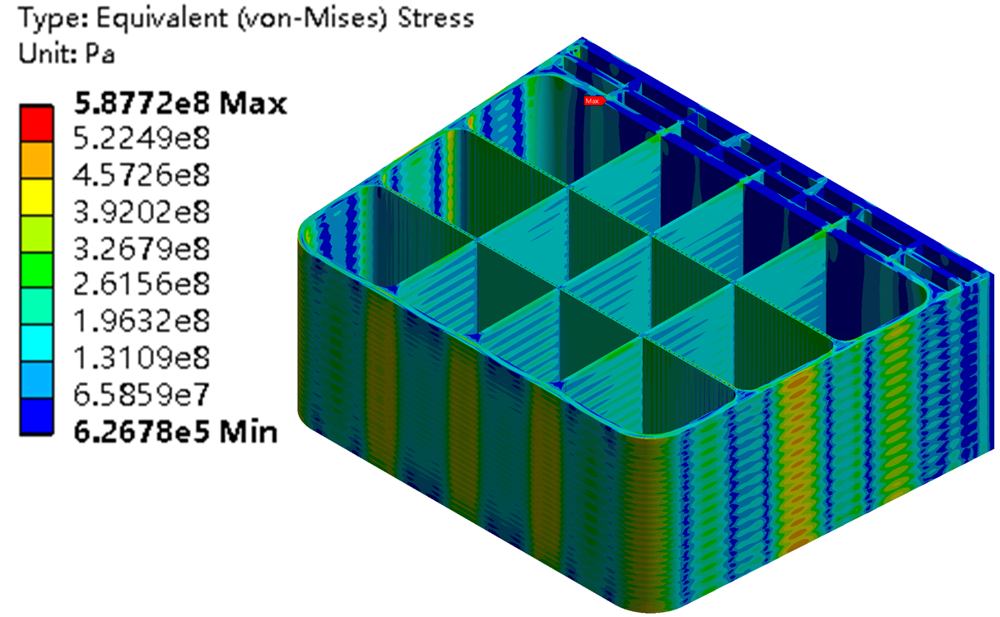 Type: Equivalent (von-Mises) Stress
Unit: Pa
5.8772e8 Max
5.2249e8
4.5726e8
3.9202e8
3.2679e8
2.6156e8
1.9632e8
1.3109e8
6.5859e7
6.2678e5 Min
Max